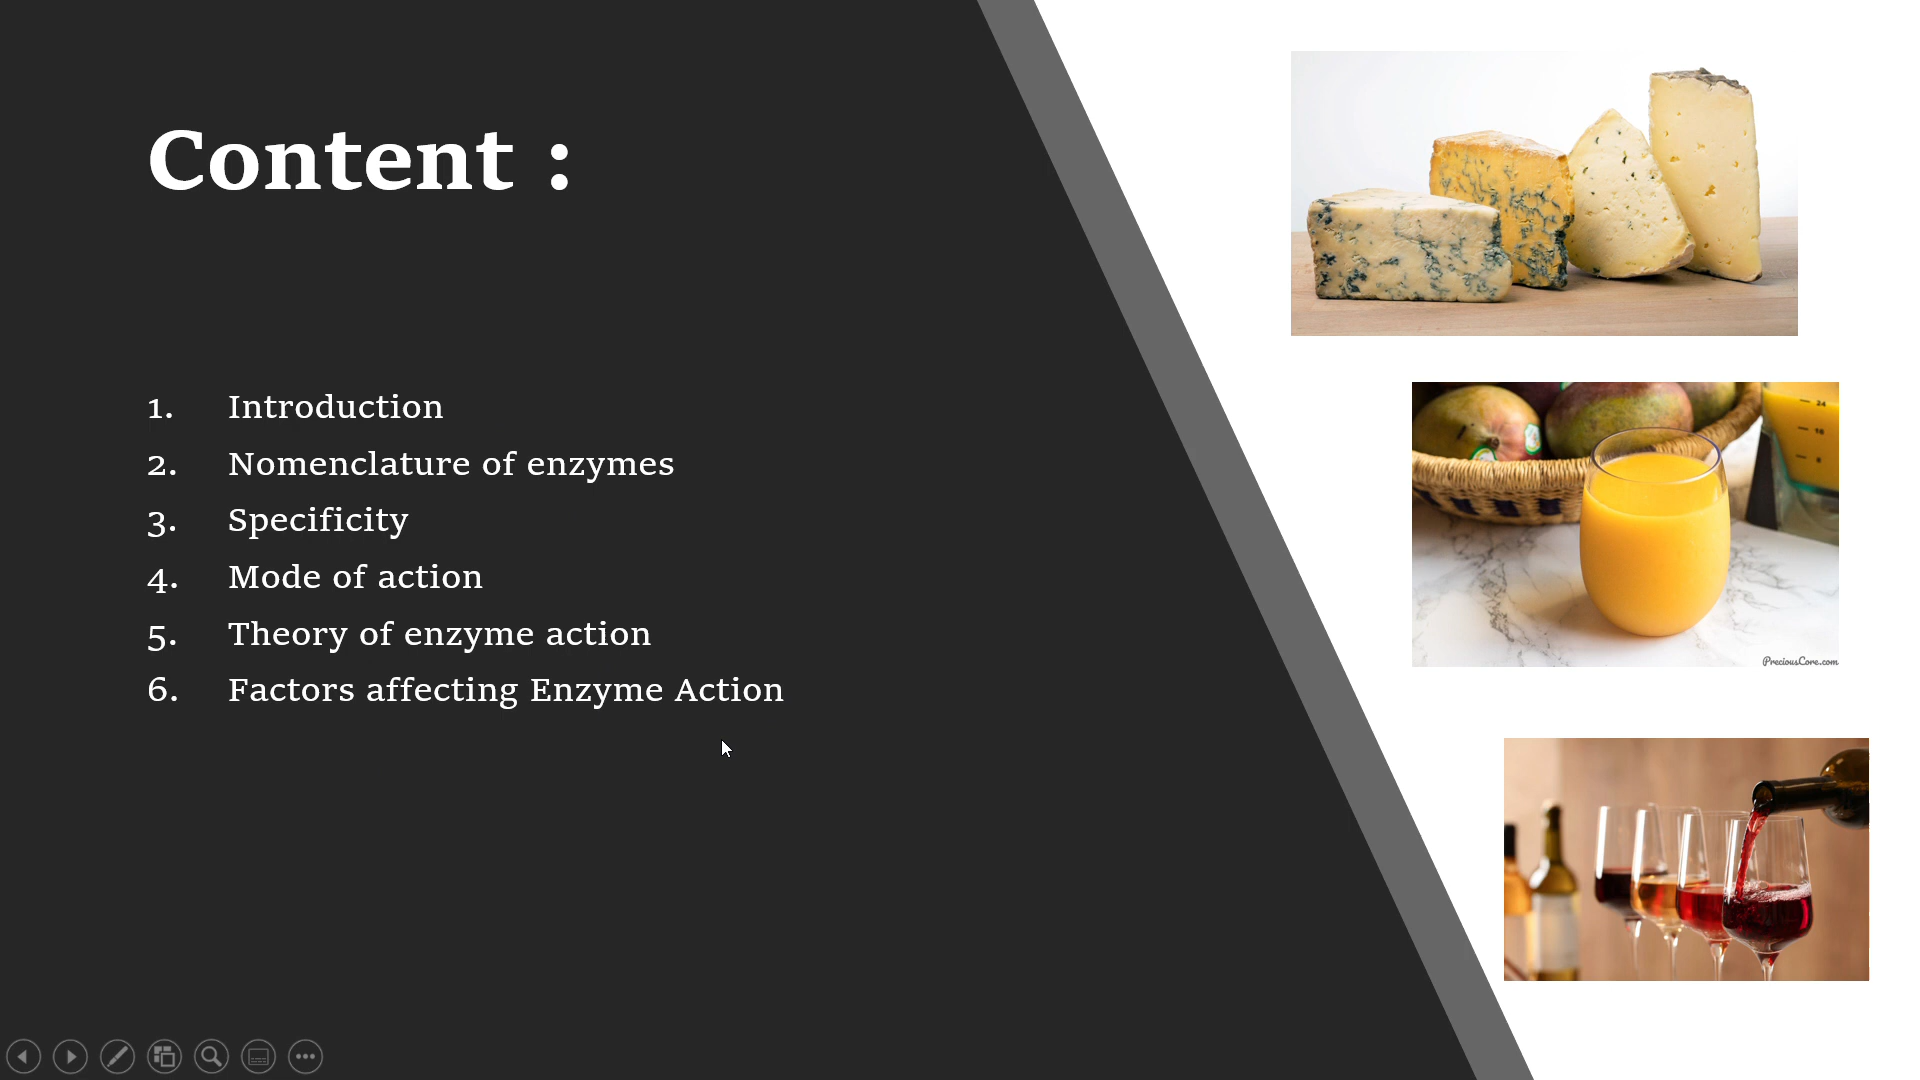 Content :
1. Introduction
2. Nomenclature of enzymes
3. Specificity
4. Mode of action
5. Theory of enzyme action
6. Factors affecting Enzyme Action
24
PreciousCore.com